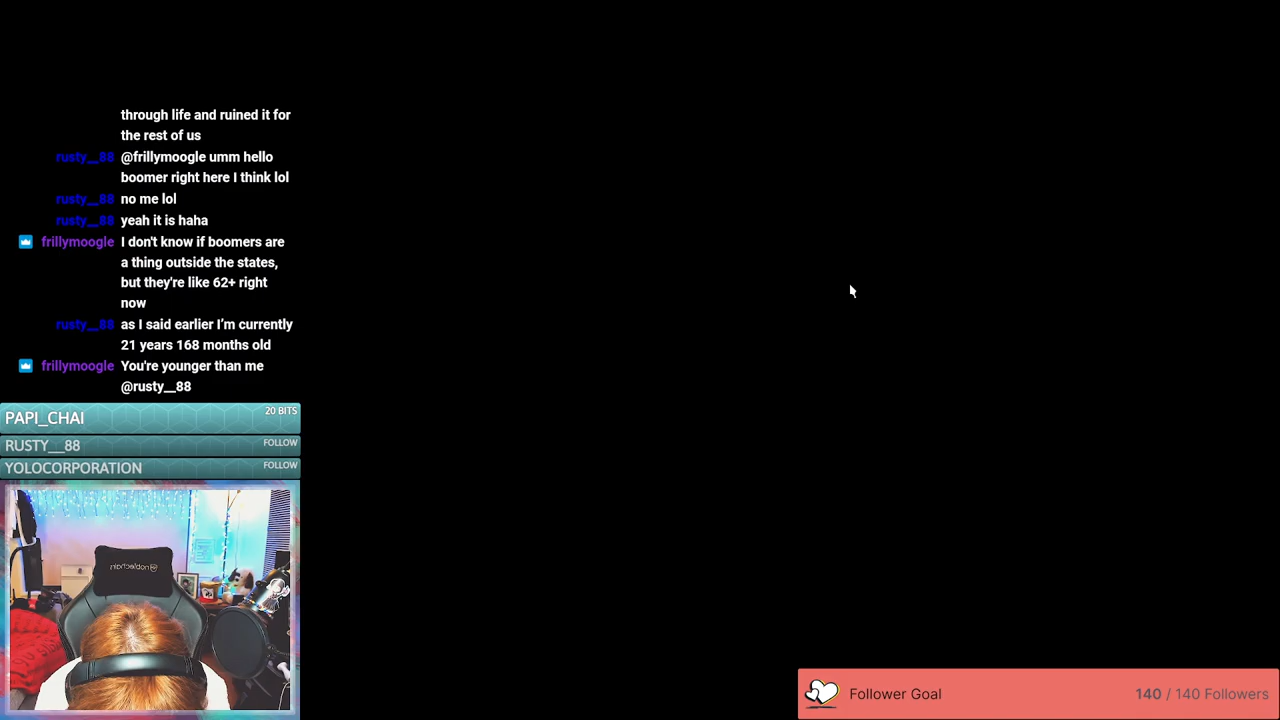 through life and ruined it for
the rest of us
rusty__88 @frillymoogle umm hello
boomer right here I think lol
rusty__88 no me lol
rusty__88 yeah it is haha
frillymoogle I don't know if boomers are
a thing outside the states,
but they're like 62+ right
now
rusty__88 as I said earlier I’m currently
21 years 168 months old
frillymoogle You're younger than me
@rusty__88
PAPI_CHAI 20 BITS
RUSTY__88 FOLLOW
YOLOCORPORATION FOLLOW
noblechairs
Follower Goal 140 / 140 Followers